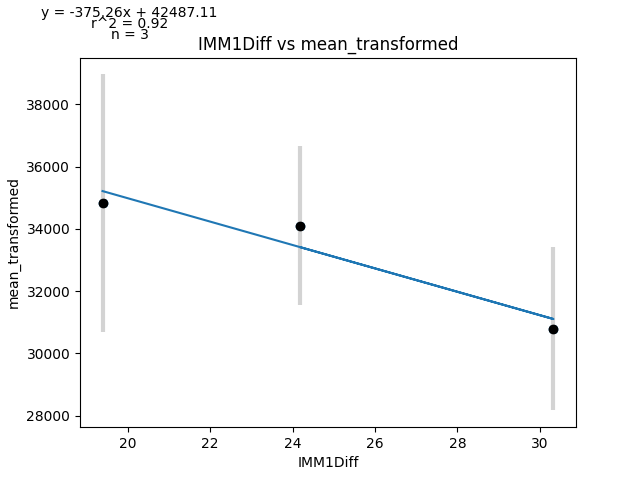 y = -375.26x + 42487.11
r^2 = 0.92
n = 3
IMM1Diff vs mean_transformed
38000
36000
34000
32000
30000
28000
mean_transformed
20
22
24
26
28
30
IMM1Diff